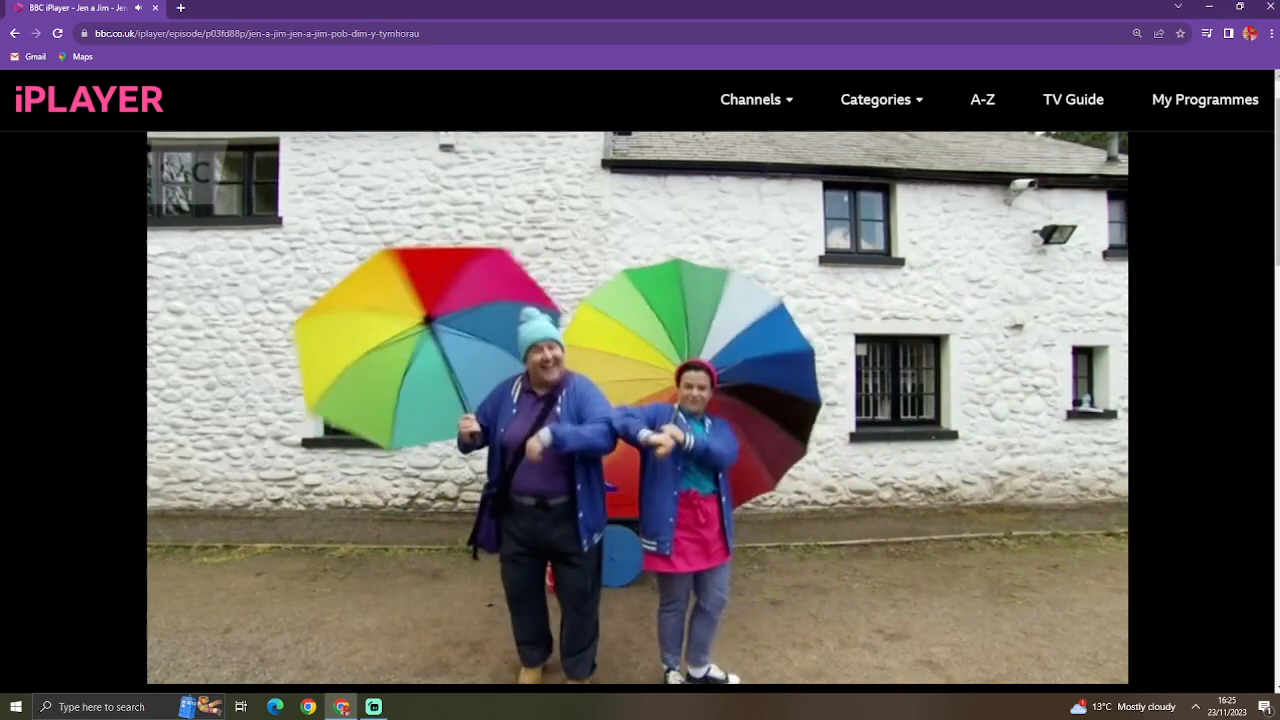 BBC iPlayer - Jen a Jim - Jen
bbc.co.uk/iplayer/episode/p03fd88p/jen-a-jim-jen-a-jim-pob-dim-y-tymhorau
Gmail Maps
iPLAYER Channels Categories A-Z TV Guide My Programmes
C
Type here to search 13°C Mostly cloudy 16:25
23/11/2023